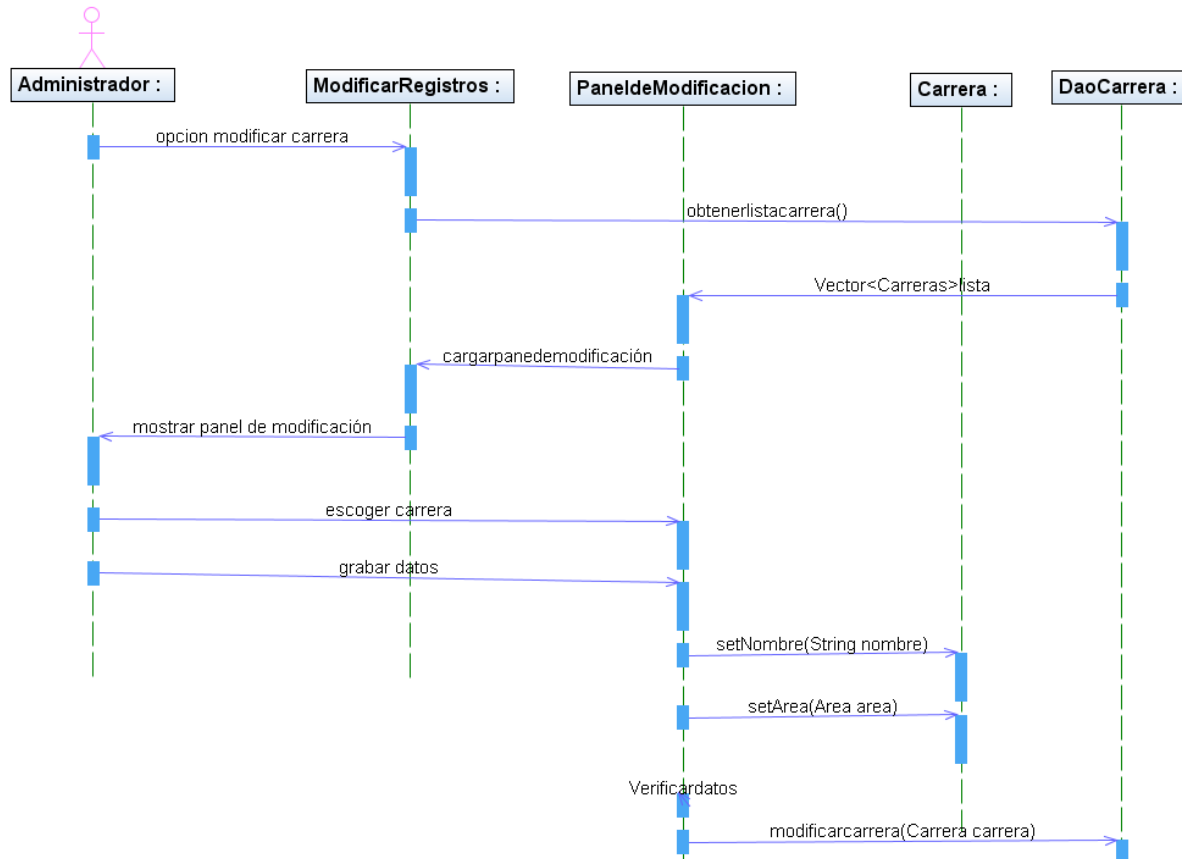 Administrador :
ModificarRegistros :
PaneldeModificacion :
Carrera :
DaoCarrera :
opcion modificar carrera
obtenerlistacarrera()
Vector<Carreras>lista
cargarpanedemodificación
mostrar panel de modificación
escoger carrera
grabar datos
setNombre(String nombre)
setArea(Area area)
Verificardatos
modificarcarrera(Carrera carrera)